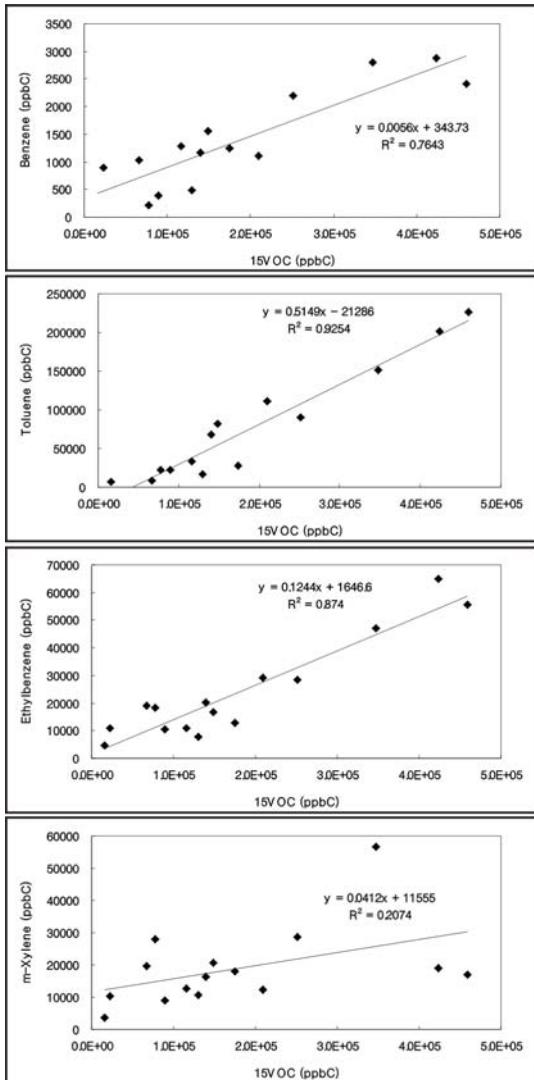 Benzene (ppbC)
3500
3000
2500
2000
1500
1000
500
0
y = 0.0056x + 343.73
R² = 0.7643
0.0E+00 1.0E+05 2.0E+05 3.0E+05 4.0E+05 5.0E+05
15VOC (ppbC)
Toluene (ppbC)
250000
200000
150000
100000
50000
0
y = 0.5149x − 21286
R² = 0.9254
0.0E+00 1.0E+05 2.0E+05 3.0E+05 4.0E+05 5.0E+05
15VOC (ppbC)
Ethylbenzene (ppbC)
70000
60000
50000
40000
30000
20000
10000
0
y = 0.1244x + 1646.6
R² = 0.874
0.0E+00 1.0E+05 2.0E+05 3.0E+05 4.0E+05 5.0E+05
15VOC (ppbC)
m-Xylene (ppbC)
60000
50000
40000
30000
20000
10000
0
y = 0.0412x + 11555
R² = 0.2074
0.0E+00 1.0E+05 2.0E+05 3.0E+05 4.0E+05 5.0E+05
15VOC (ppbC)